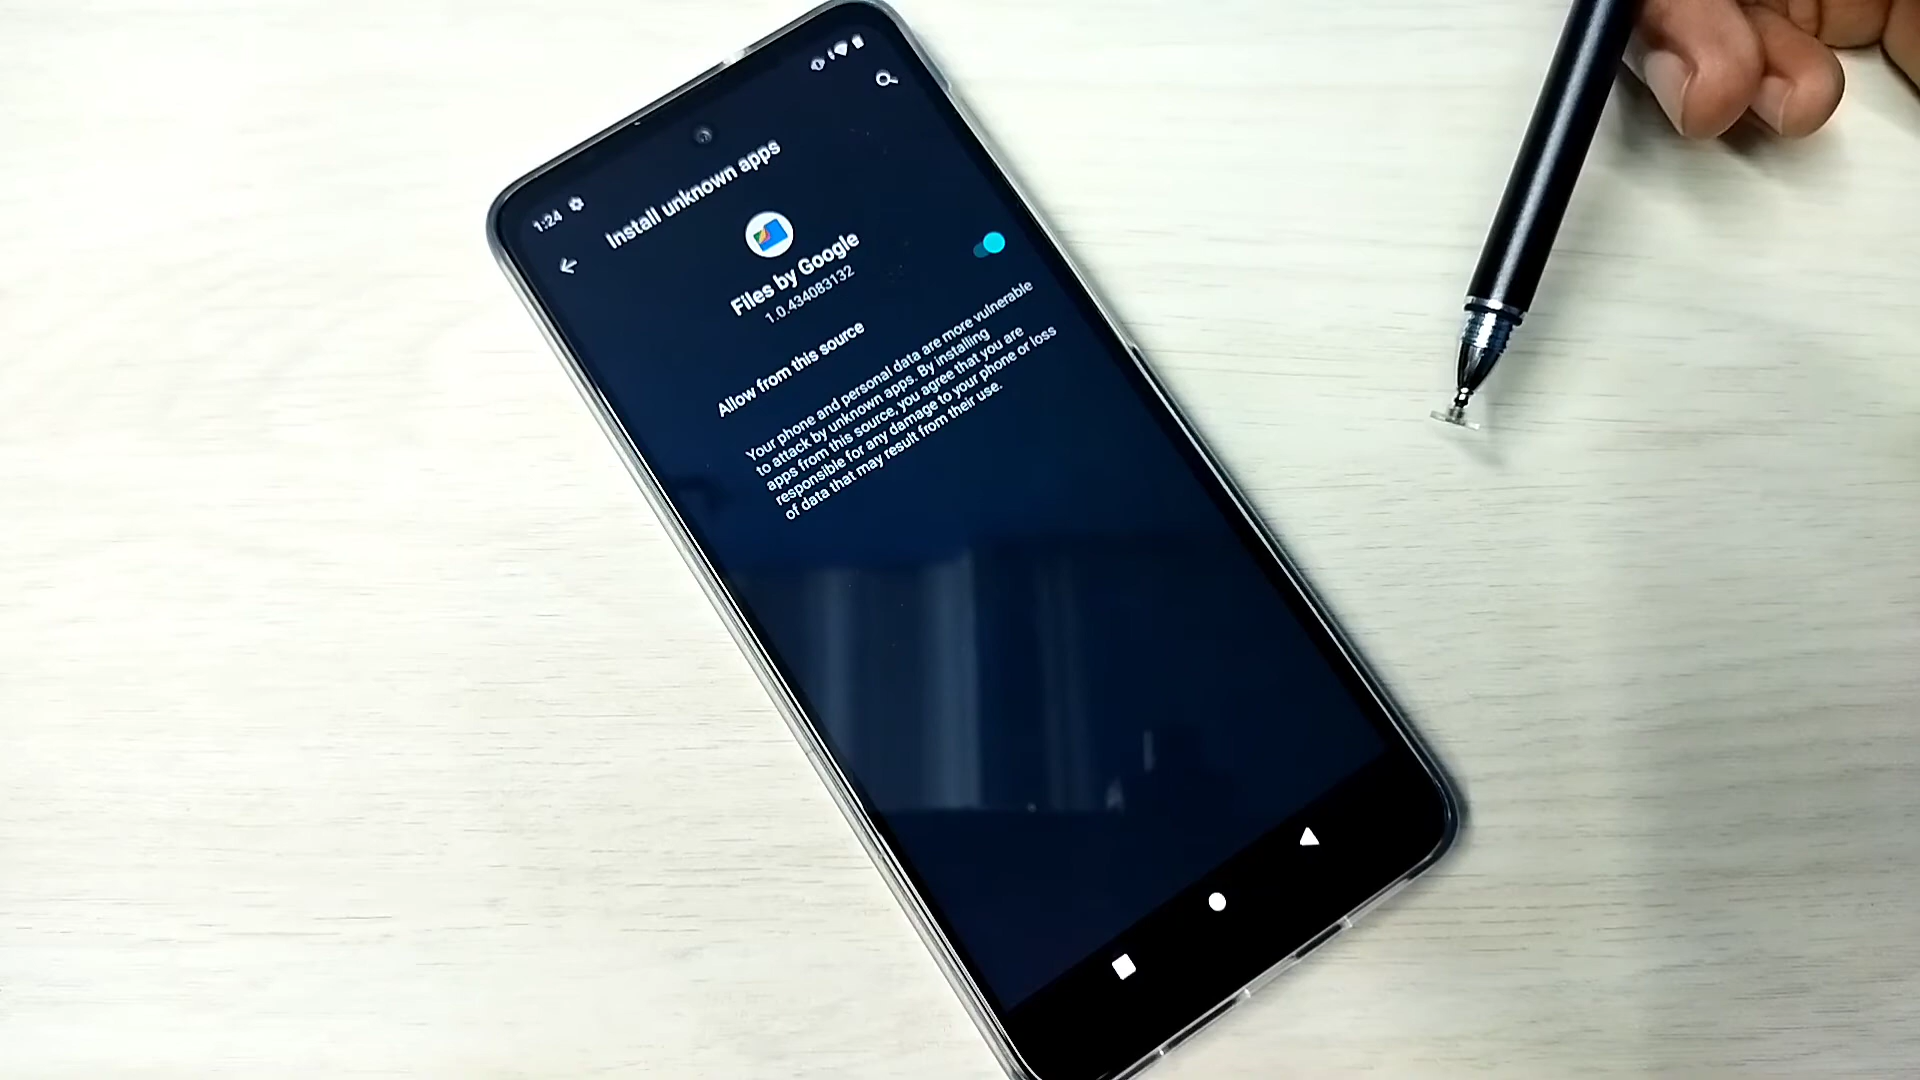 1:24
Install unknown apps
Files by Google
1.0.434083132
Allow from this source
Your phone and personal data are more vulnerable
to attack by unknown apps. By installing
apps from this source, you agree that you are
responsible for any damage to your phone or loss
of data that may result from their use.